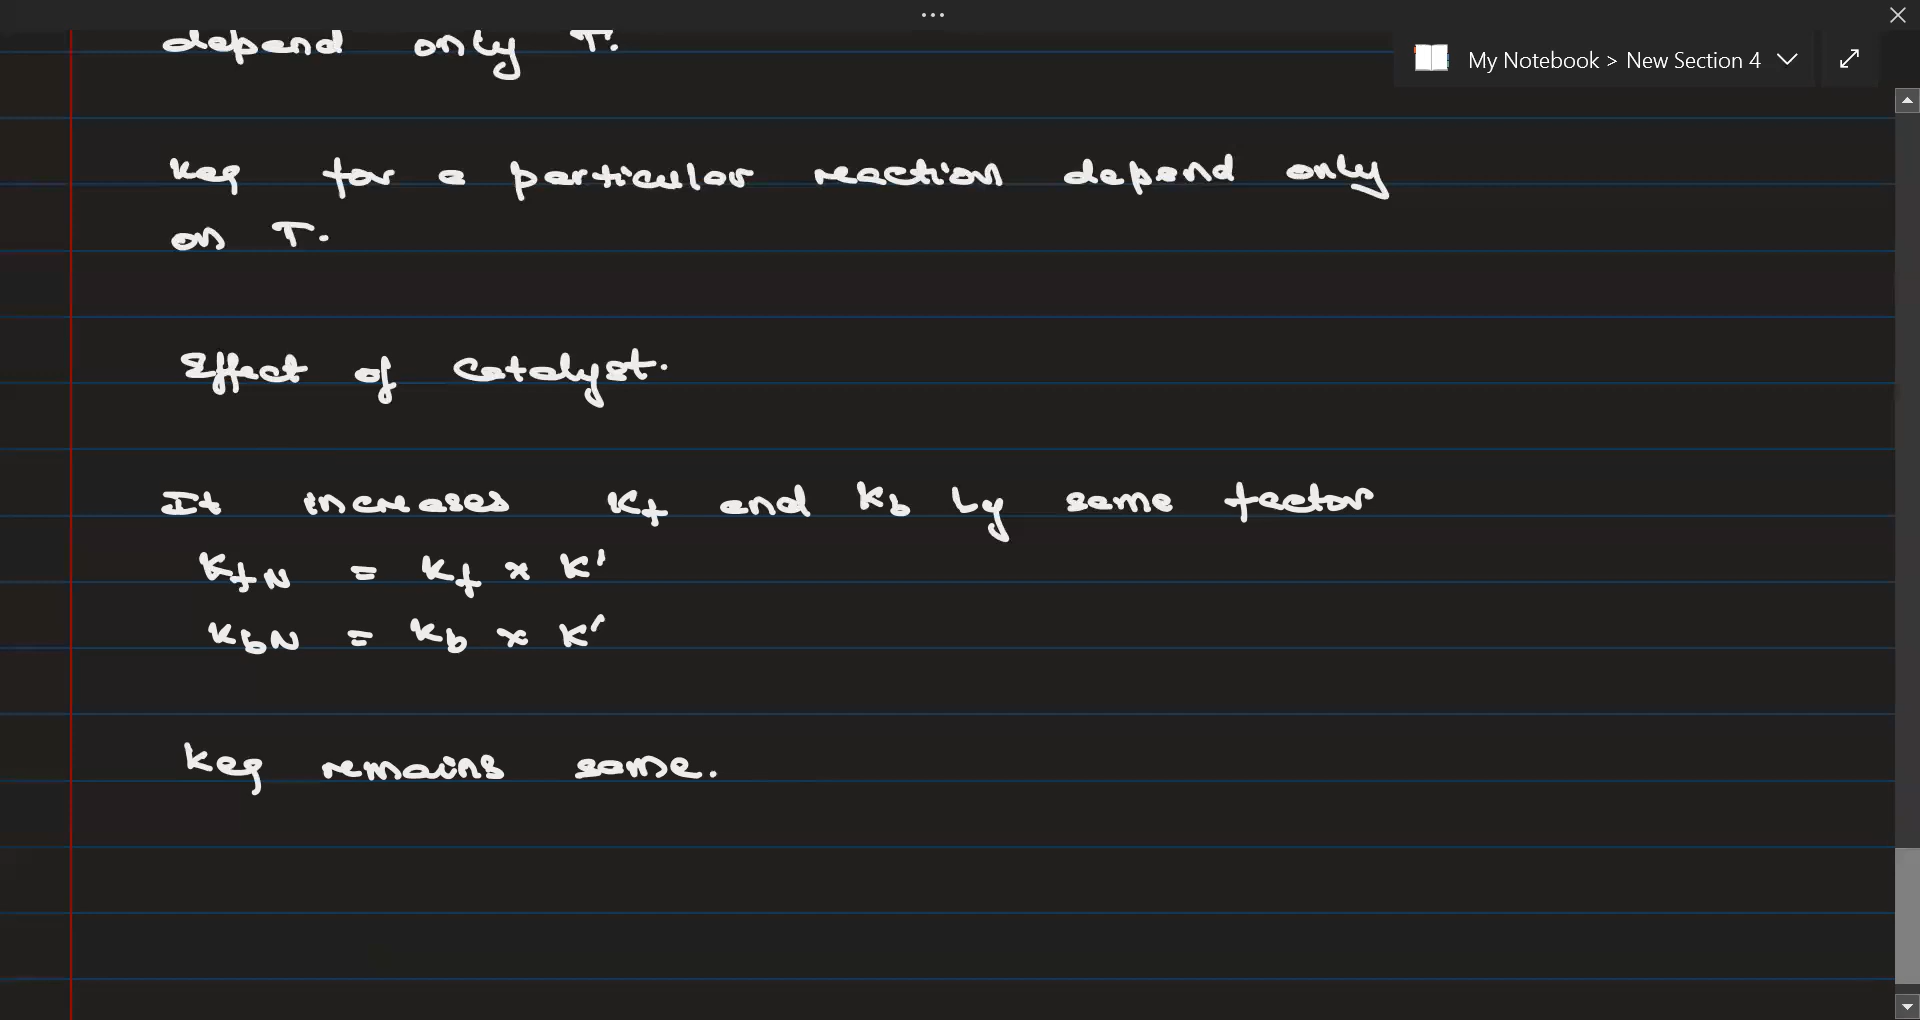 depend only T.
My Notebook > New Section 4
Keq for a particular reaction depend only
on T.
Effect of Catalyst.
It increases Kf and Kb by same factor
KfN = Kf × K'
KbN = Kb × K'
Keq remains same.